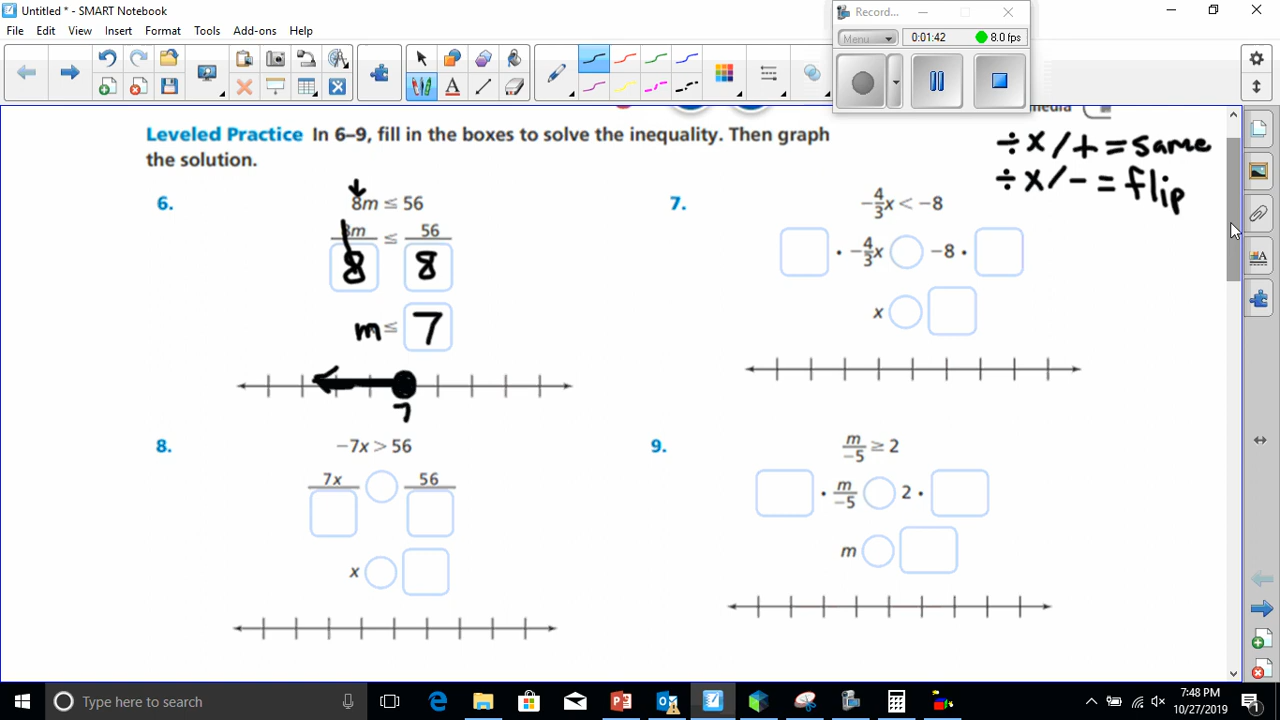 Untitled * - SMART Notebook
Record...
File Edit View Insert Format Tools Add-ons Help
Menu
0:01:42
8.0 fps
Leveled Practice In 6–9, fill in the boxes to solve the inequality. Then graph
the solution.
÷ x / + = same
÷ x / - = flip
6.
8m ≤ 56
8m/8 ≤ 56/8
m ≤ 7
7
7.
-4/3x < -8
· -4/3x -8 ·
x
8.
-7x > 56
7x 56
x
9.
m/-5 ≥ 2
· m/-5 2 ·
m
Type here to search
7:48 PM
10/27/2019
1